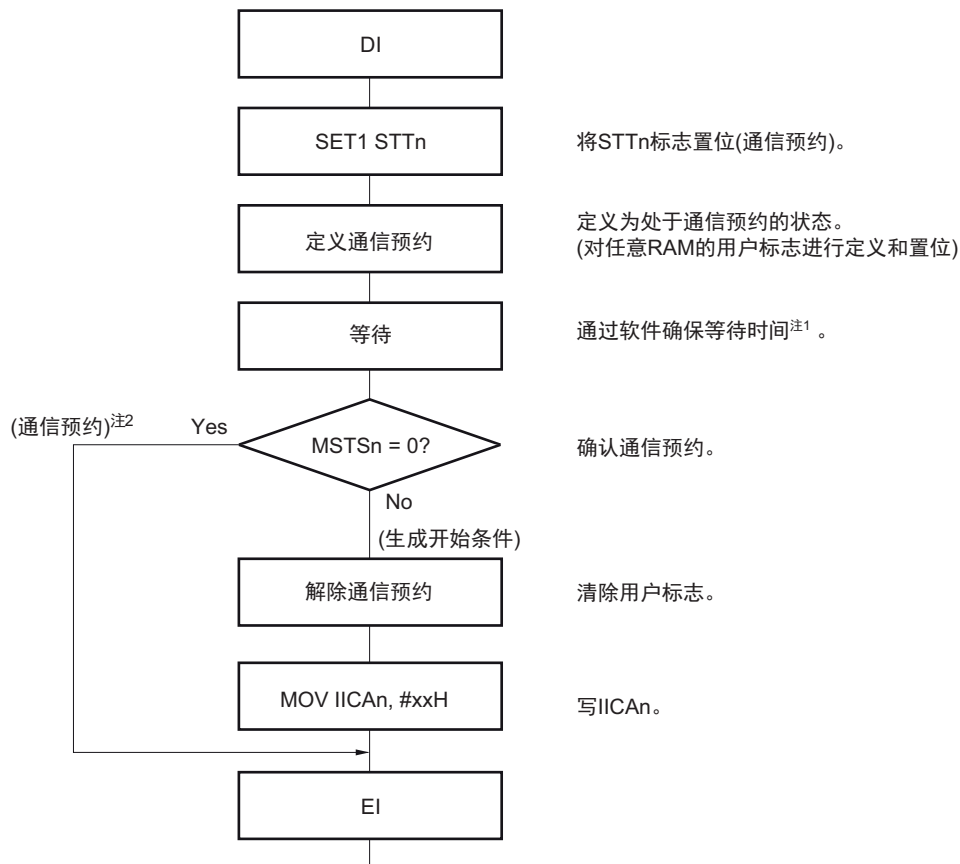 DI
SET1 STTn
将STTn标志置位(通信预约)。
定义通信预约
定义为处于通信预约的状态。
(对任意RAM的用户标志进行定义和置位)
等待
通过软件确保等待时间注1 。
(通信预约)注2
Yes
MSTSn = 0?
确认通信预约。
No
(生成开始条件)
解除通信预约
清除用户标志。
MOV IICAn, #xxH
写IICAn。
EI